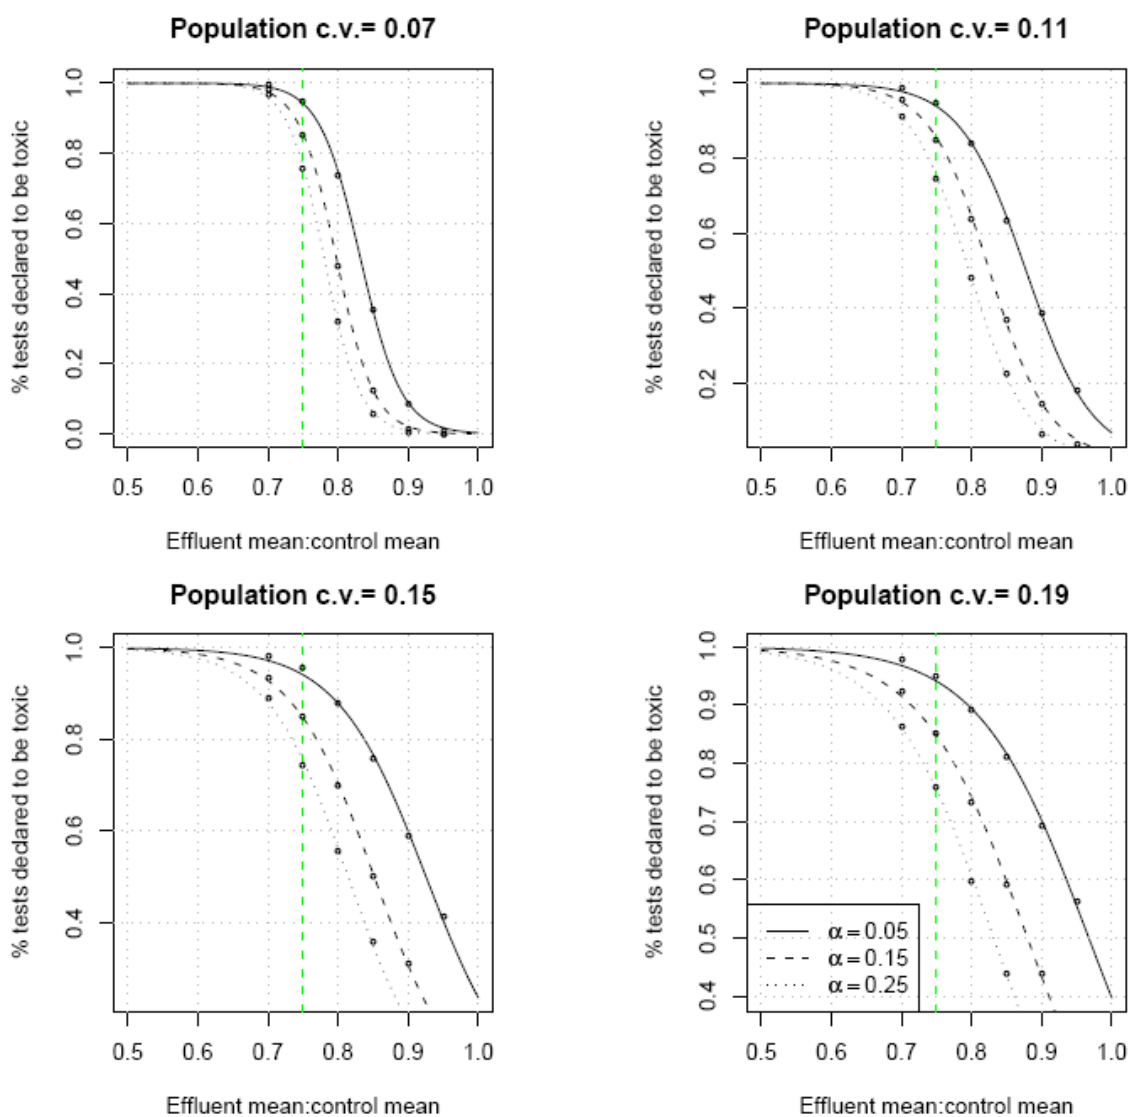 Population c.v.= 0.07
% tests declared to be toxic
1.0
0.8
0.6
0.4
0.2
0.0
0.5 0.6 0.7 0.8 0.9 1.0
Effluent mean:control mean
Population c.v.= 0.11
% tests declared to be toxic
1.0
0.8
0.6
0.4
0.2
0.5 0.6 0.7 0.8 0.9 1.0
Effluent mean:control mean
Population c.v.= 0.15
% tests declared to be toxic
1.0
0.8
0.6
0.4
0.5 0.6 0.7 0.8 0.9 1.0
Effluent mean:control mean
Population c.v.= 0.19
% tests declared to be toxic
1.0
0.9
0.8
0.7
0.6
0.5
0.4
α = 0.05
α = 0.15
α = 0.25
0.5 0.6 0.7 0.8 0.9 1.0
Effluent mean:control mean